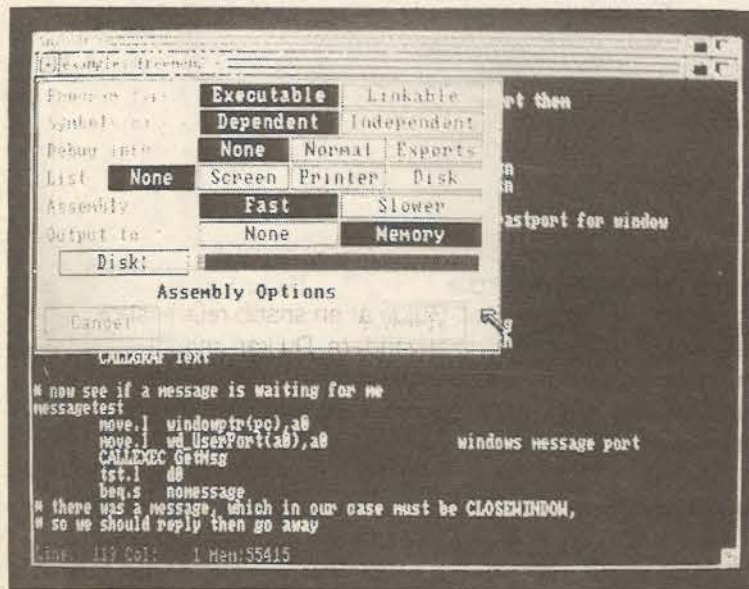 Executable Linkable
Dependent Independent
Debug info None Normal Exports
List None Screen Printer Disk
Assembly Fast Slower
Output to None Memory
Disk:
Assembly Options
Cancel
rt then
astport for window
CALLGRAF Text
* now see if a message is waiting for me
messagetest
move.l windowptr(pc),a0
move.l wd_UserPort(a0),a0 windows message port
CALLEXEC GetMsg
tst.l d0
beq.s nomessage
* there was a message, which in our case must be CLOSEWINDOW,
* so we should reply then go away
Line: 119 Col: 1 Mem:55415